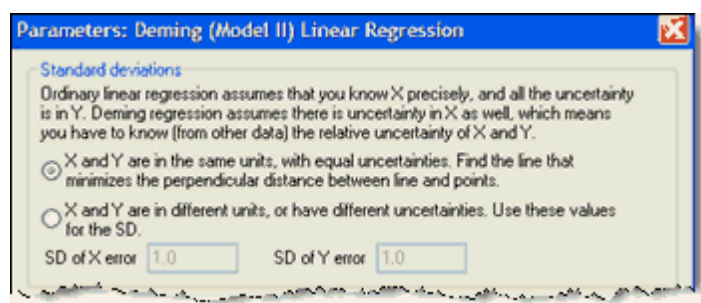 Parameters: Deming (Model II) Linear Regression
Standard deviations
Ordinary linear regression assumes that you know X precisely, and all the uncertainty
is in Y. Deming regression assumes there is uncertainty in X as well, which means
you have to know (from other data) the relative uncertainty of X and Y.
X and Y are in the same units, with equal uncertainties. Find the line that
minimizes the perpendicular distance between line and points.
X and Y are in different units, or have different uncertainties. Use these values
for the SD.
SD of X error 1.0 SD of Y error 1.0